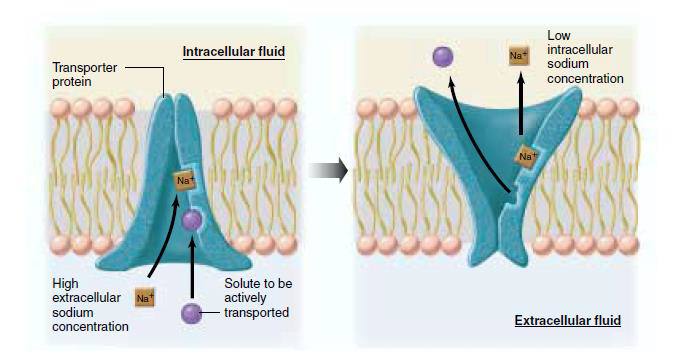 Intracellular fluid
Transporter
protein
Na+
High
extracellular
sodium
concentration
Na+
Solute to be
actively
transported
Na+
Low
intracellular
sodium
concentration
Na+
Extracellular fluid